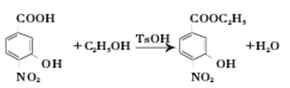 COOH COOC₂H₅
+C₂H₅OH TsOH +H₂O
OH OH
NO₂ NO₂